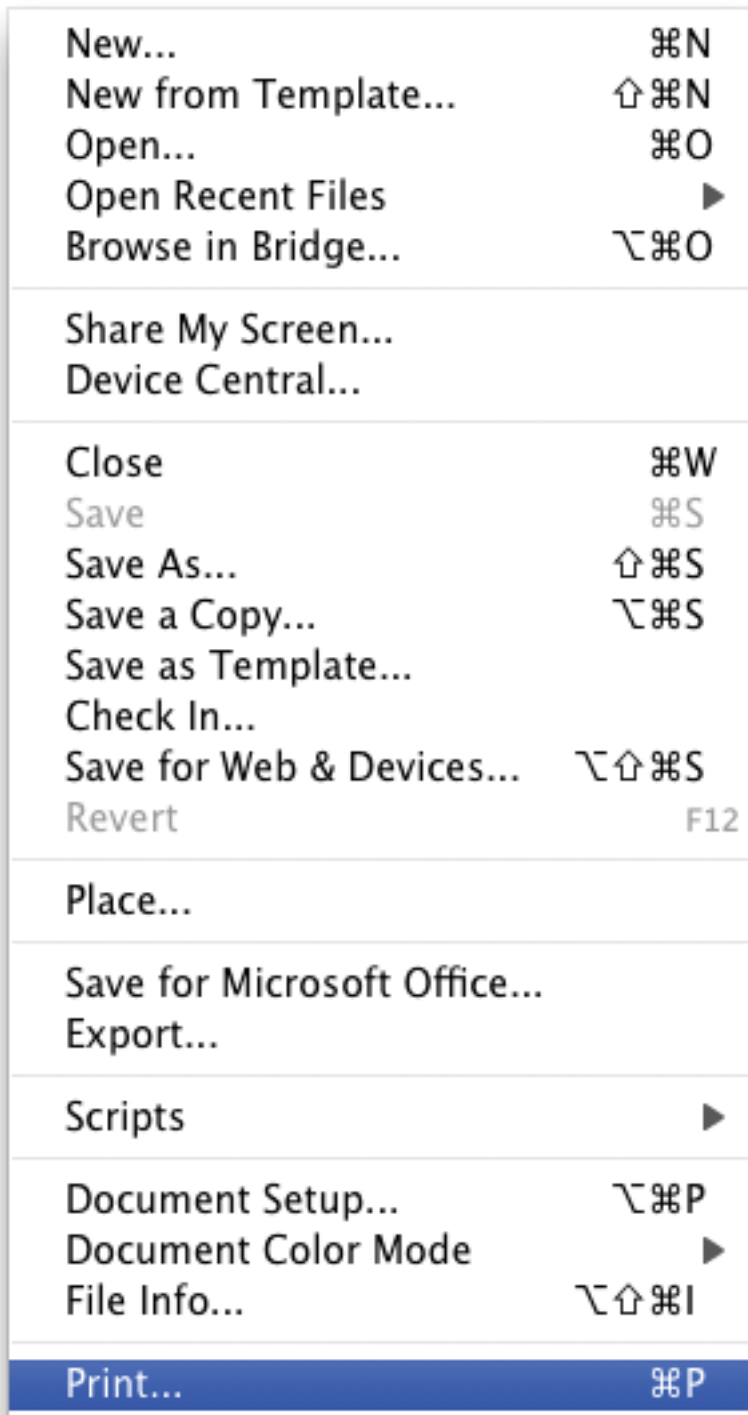 New... ⌘N
New from Template... ⇧⌘N
Open... ⌘O
Open Recent Files ▶
Browse in Bridge... ⌥⌘O
Share My Screen...
Device Central...
Close ⌘W
Save ⌘S
Save As... ⇧⌘S
Save a Copy... ⌥⌘S
Save as Template...
Check In...
Save for Web & Devices... ⌥⇧⌘S
Revert F12
Place...
Save for Microsoft Office...
Export...
Scripts ▶
Document Setup... ⌥⌘P
Document Color Mode ▶
File Info... ⌥⇧⌘I
Print... ⌘P